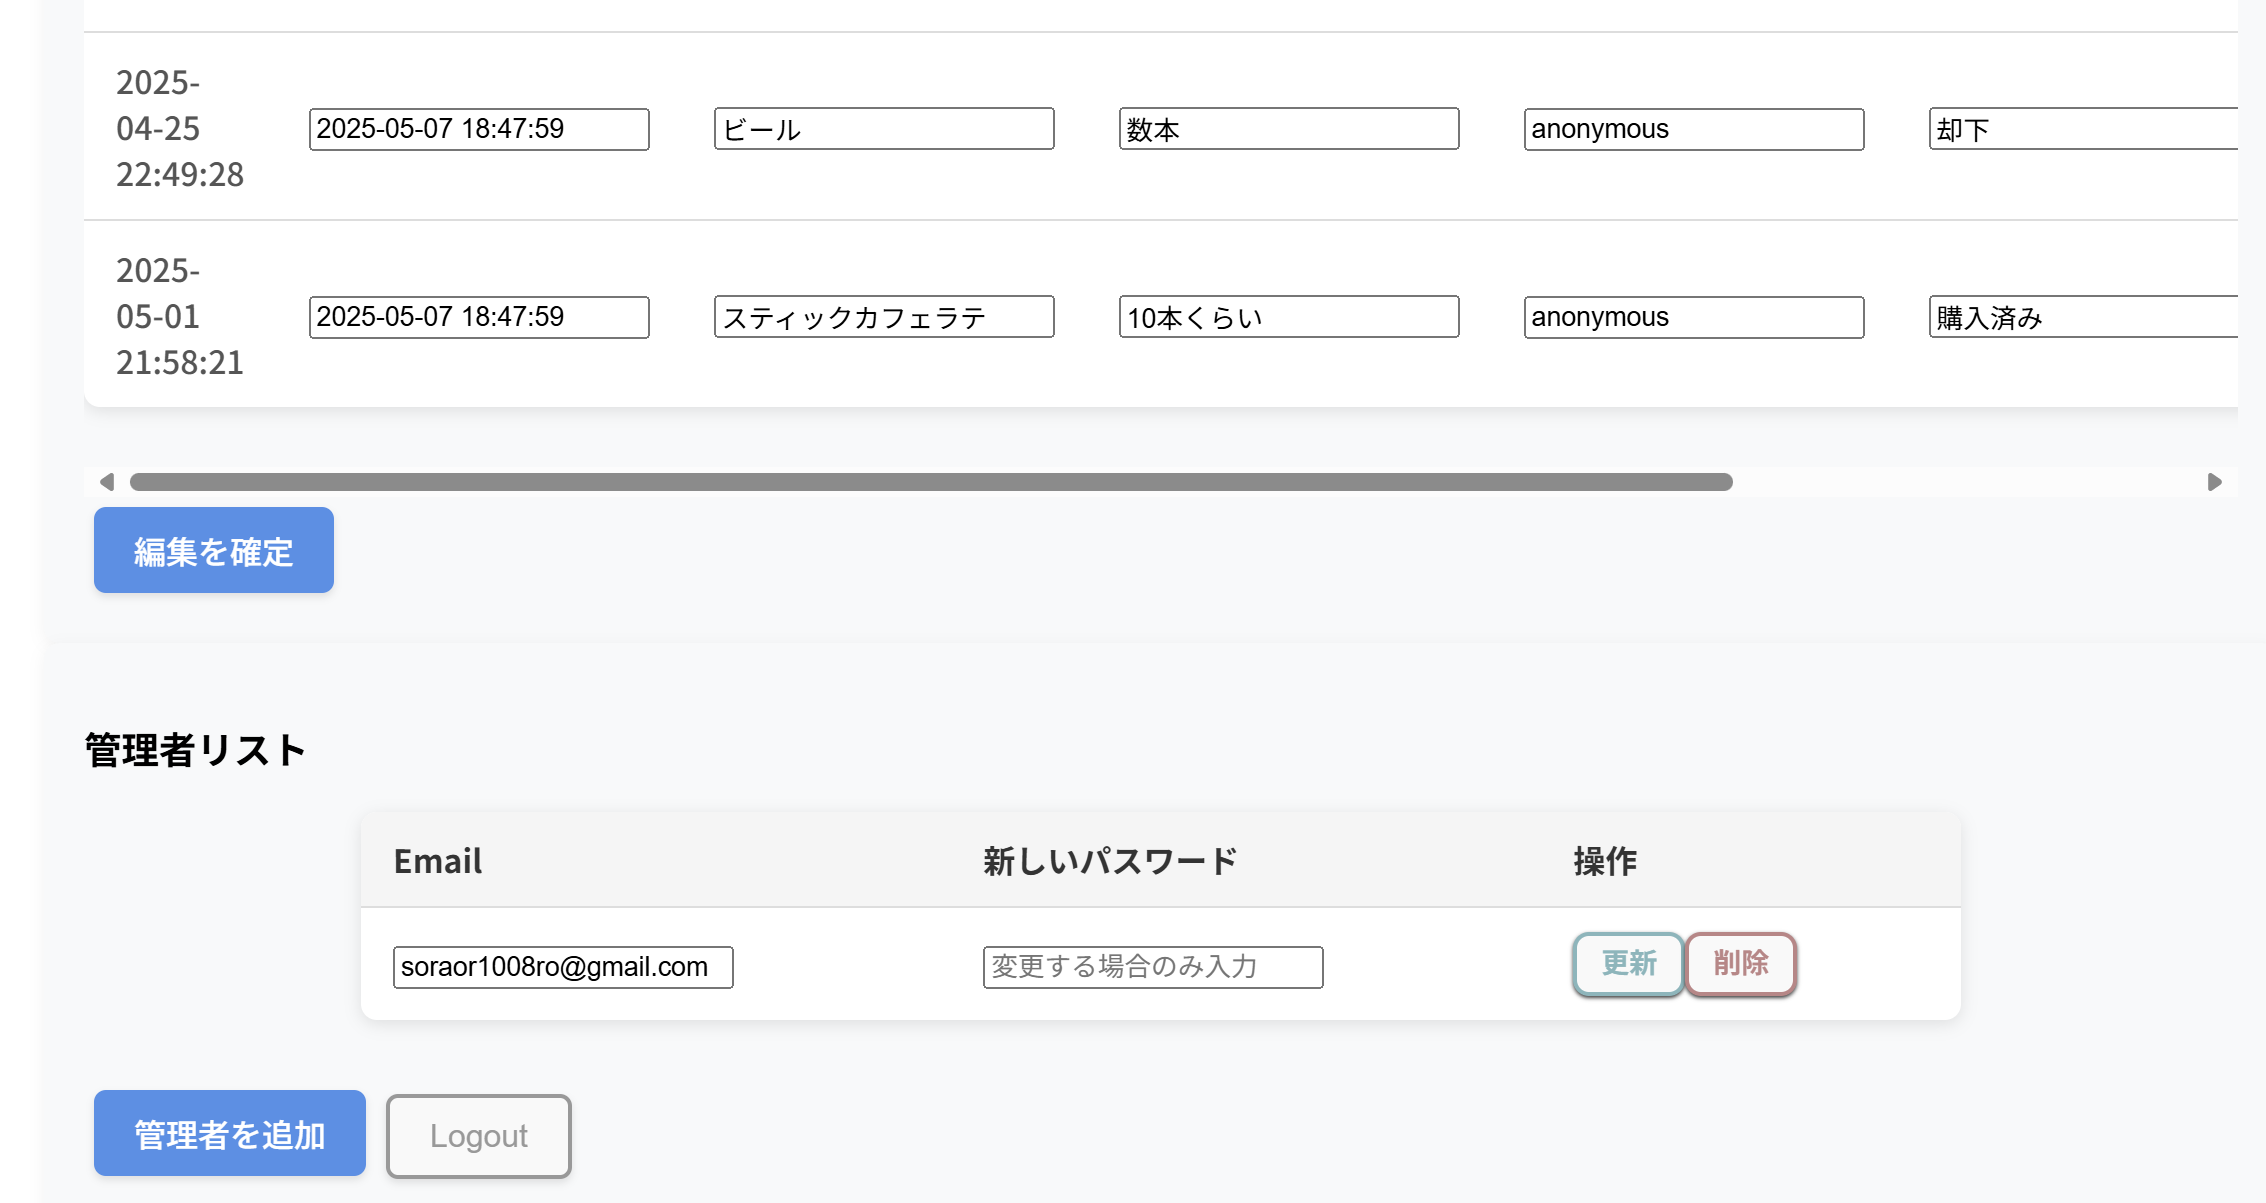 2025-
04-25
22:49:28
2025-05-07 18:47:59
ビール
数本
anonymous
却下
2025-
05-01
21:58:21
2025-05-07 18:47:59
スティックカフェラテ
10本くらい
anonymous
購入済み
編集を確定
管理者リスト
Email
新しいパスワード
操作
soraor1008ro@gmail.com
変更する場合のみ入力
更新
削除
管理者を追加
Logout